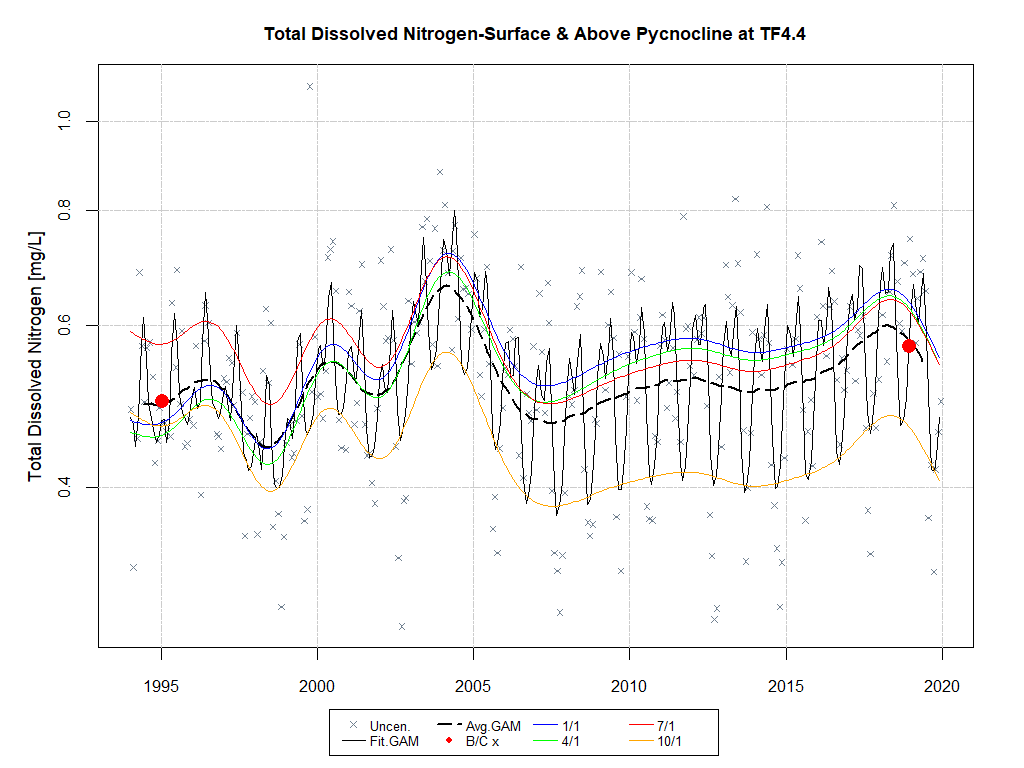 Total Dissolved Nitrogen-Surface & Above Pycnocline at TF4.4
Total Dissolved Nitrogen [mg/L]
1.0
0.8
0.6
0.4
1995 2000 2005 2010 2015 2020
Uncen. Avg.GAM 1/1 7/1
Fit.GAM B/C x 4/1 10/1